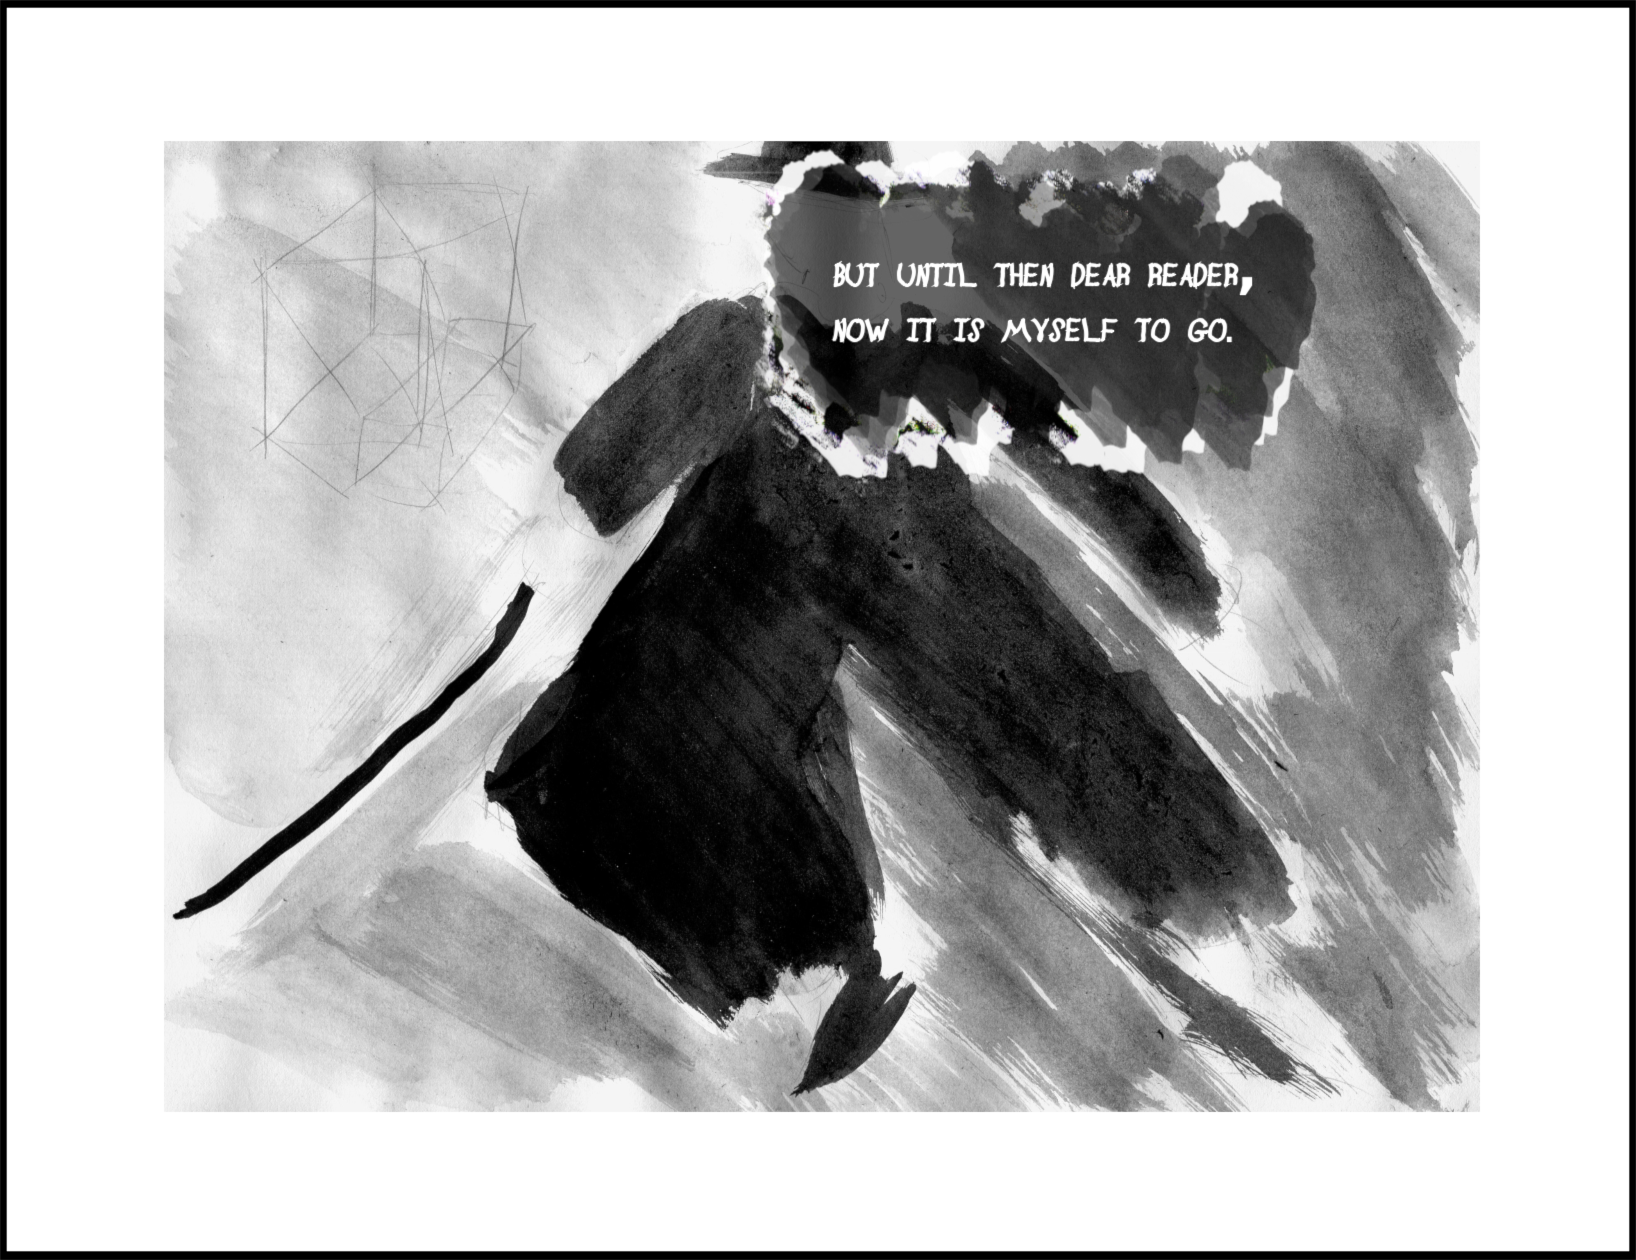 BUT UNTIL THEN DEAR READER,
NOW IT IS MYSELF TO GO.